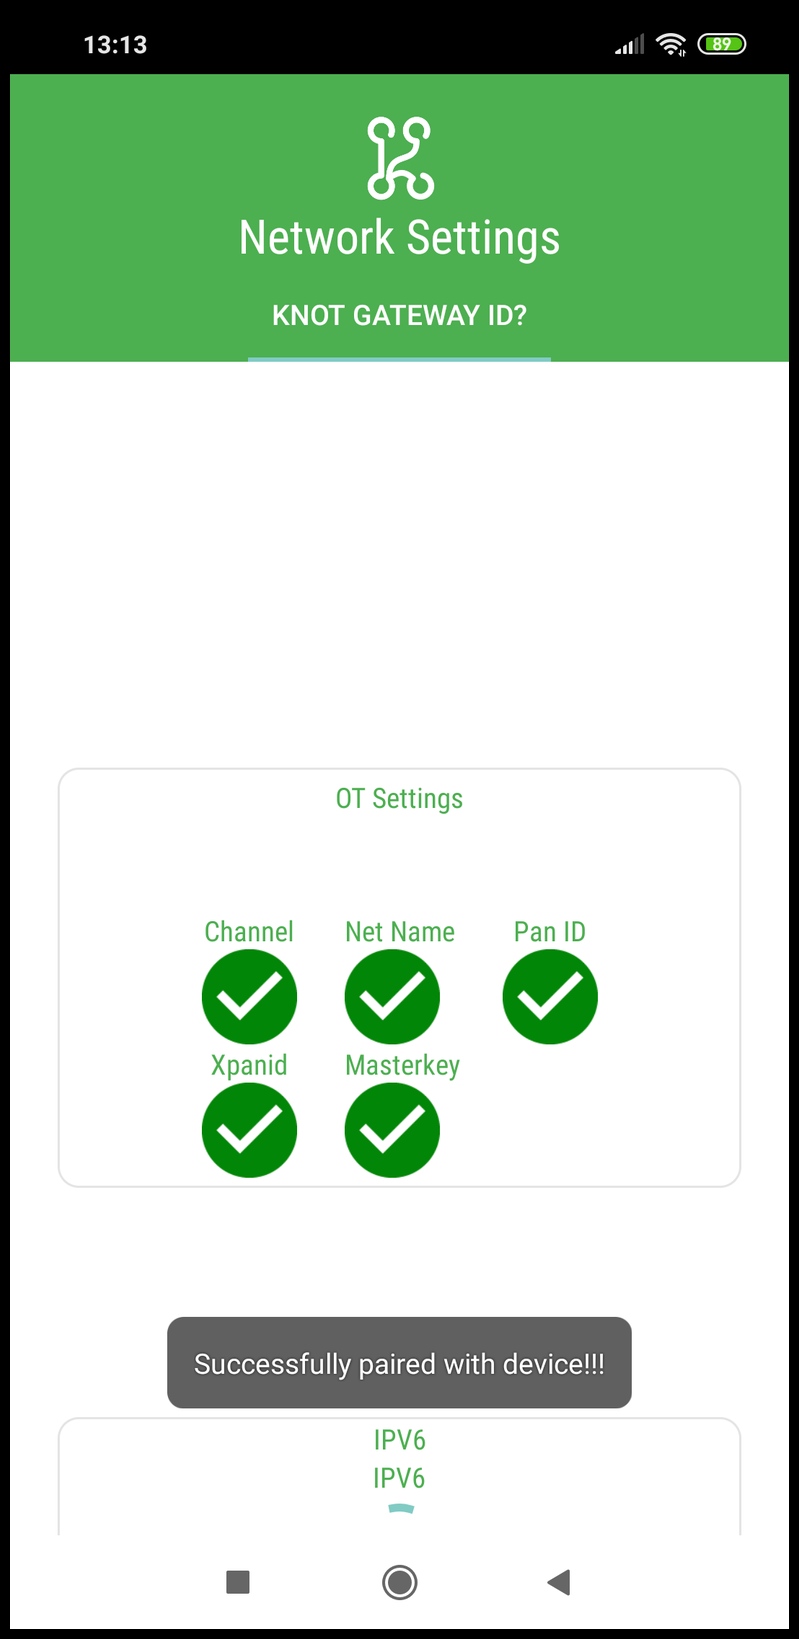 13:13
89
Network Settings
KNOT GATEWAY ID?
OT Settings
Channel Net Name Pan ID
Xpanid Masterkey
Successfully paired with device!!!
IPV6
IPV6